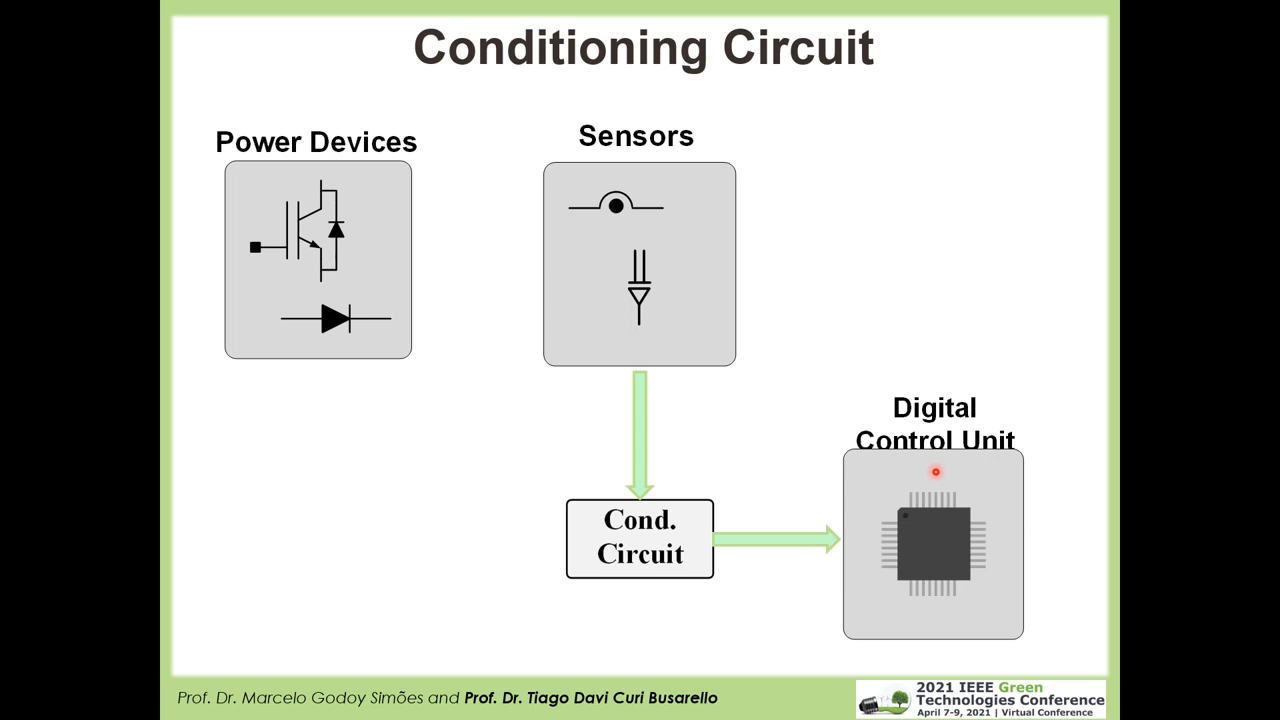 Conditioning Circuit
Power Devices
Sensors
Digital
Control Unit
Cond.
Circuit
Prof. Dr. Marcelo Godoy Simões and Prof. Dr. Tiago Davi Curi Busarello
2021 IEEE Green
Technologies Conference
April 7-9, 2021 | Virtual Conference